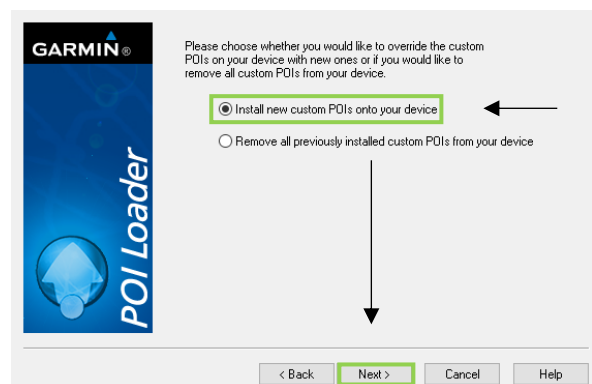 GARMIN®
POI Loader
Please choose whether you would like to override the custom
POIs on your device with new ones or if you would like to
remove all custom POIs from your device.
Install new custom POIs onto your device
Remove all previously installed custom POIs from your device
< Back
Next >
Cancel
Help